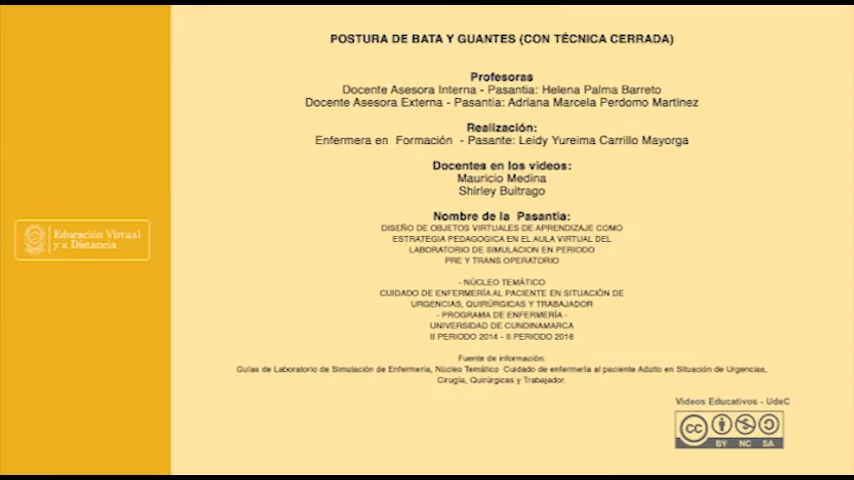 POSTURA DE BATA Y GUANTES (CON TÉCNICA CERRADA)
Profesoras
Docente Asesora Interna - Pasantia: Helena Palma Barreto
Docente Asesora Externa - Pasantia: Adriana Marcela Perdomo Martinez
Realización:
Enfermera en Formación - Pasante: Leidy Yureima Carrillo Mayorga
Docentes en los videos:
Mauricio Medina
Shirley Buitrago
Nombre de la Pasantia:
DISEÑO DE OBJETOS VIRTUALES DE APRENDIZAJE COMO
ESTRATEGIA PEDAGOGICA EN EL AULA VIRTUAL DEL
LABORATORIO DE SIMULACION EN PERIODO
PRE Y TRANS OPERATORIO
- NÚCLEO TEMÁTICO
CUIDADO DE ENFERMERÍA AL PACIENTE EN SITUACIÓN DE
URGENCIAS, QUIRÚRGICAS Y TRABAJADOR
- PROGRAMA DE ENFERMERÍA -
UNIVERSIDAD DE CUNDINAMARCA
II PERIODO 2014 - II PERIODO 2016
Fuente de información:
Guías de Laboratorio de Simulación de Enfermería, Núcleo Temático Cuidado de enfermería al paciente Adulto en Situación de Urgencias,
Cirugía, Quirúrgicas y Trabajador.
Educación Virtual
y a Distancia
Videos Educativos - UdeC
CC
BY NC SA